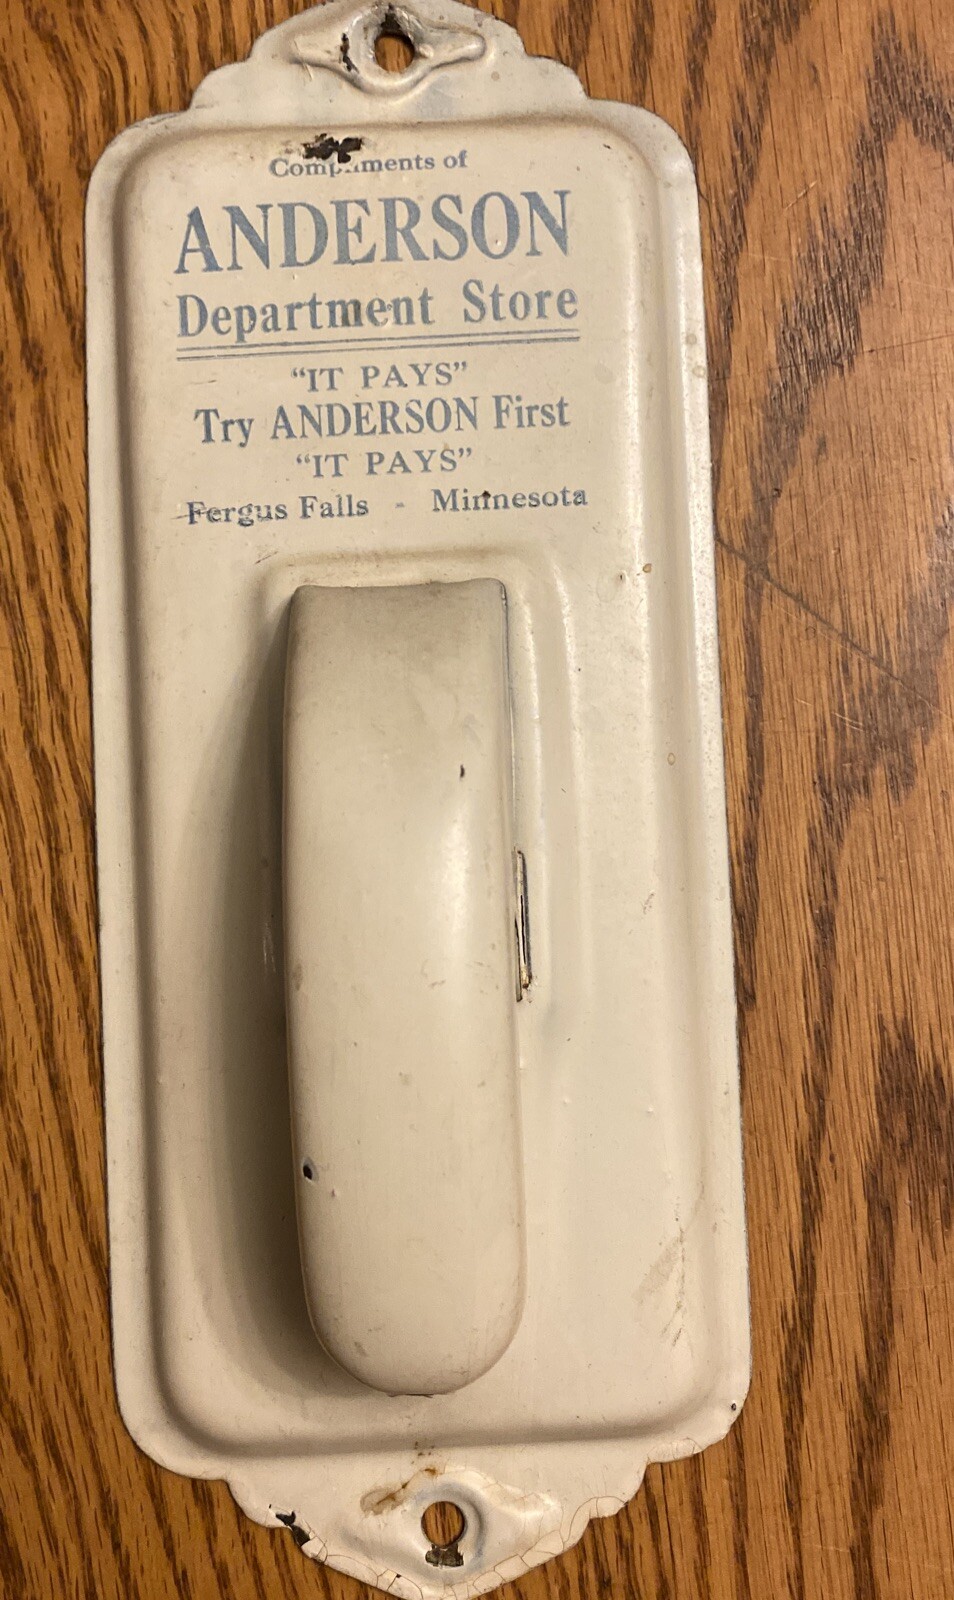 Compliments of
ANDERSON
Department Store
"IT PAYS"
Try ANDERSON First
"IT PAYS"
Fergus Falls - Minnesota